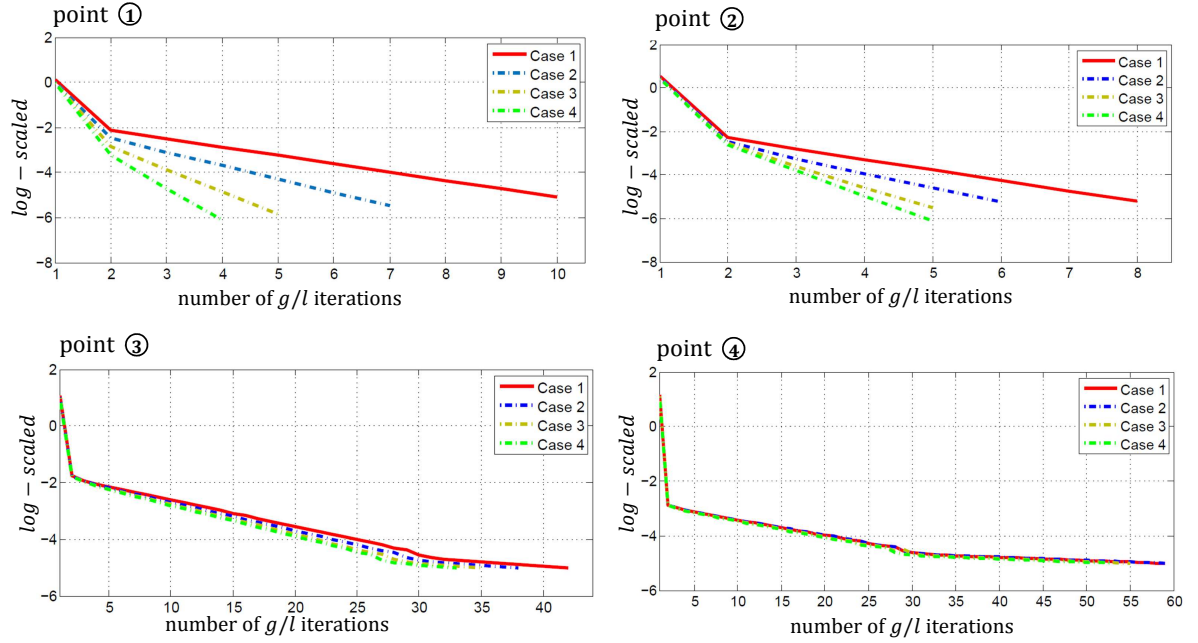 point ①
2
0
−2
−4
−6
−8
log − scaled
1 2 3 4 5 6 7 8 9 10
number of g/l iterations
Case 1
Case 2
Case 3
Case 4
point ②
2
0
−2
−4
−6
−8
log − scaled
1 2 3 4 5 6 7 8
number of g/l iterations
Case 1
Case 2
Case 3
Case 4
point ③
2
0
−2
−4
−6
log − scaled
5 10 15 20 25 30 35 40
number of g/l iterations
Case 1
Case 2
Case 3
Case 4
point ④
2
0
−2
−4
−6
log − scaled
5 10 15 20 25 30 35 40 45 50 55 60
number of g/l iterations
Case 1
Case 2
Case 3
Case 4